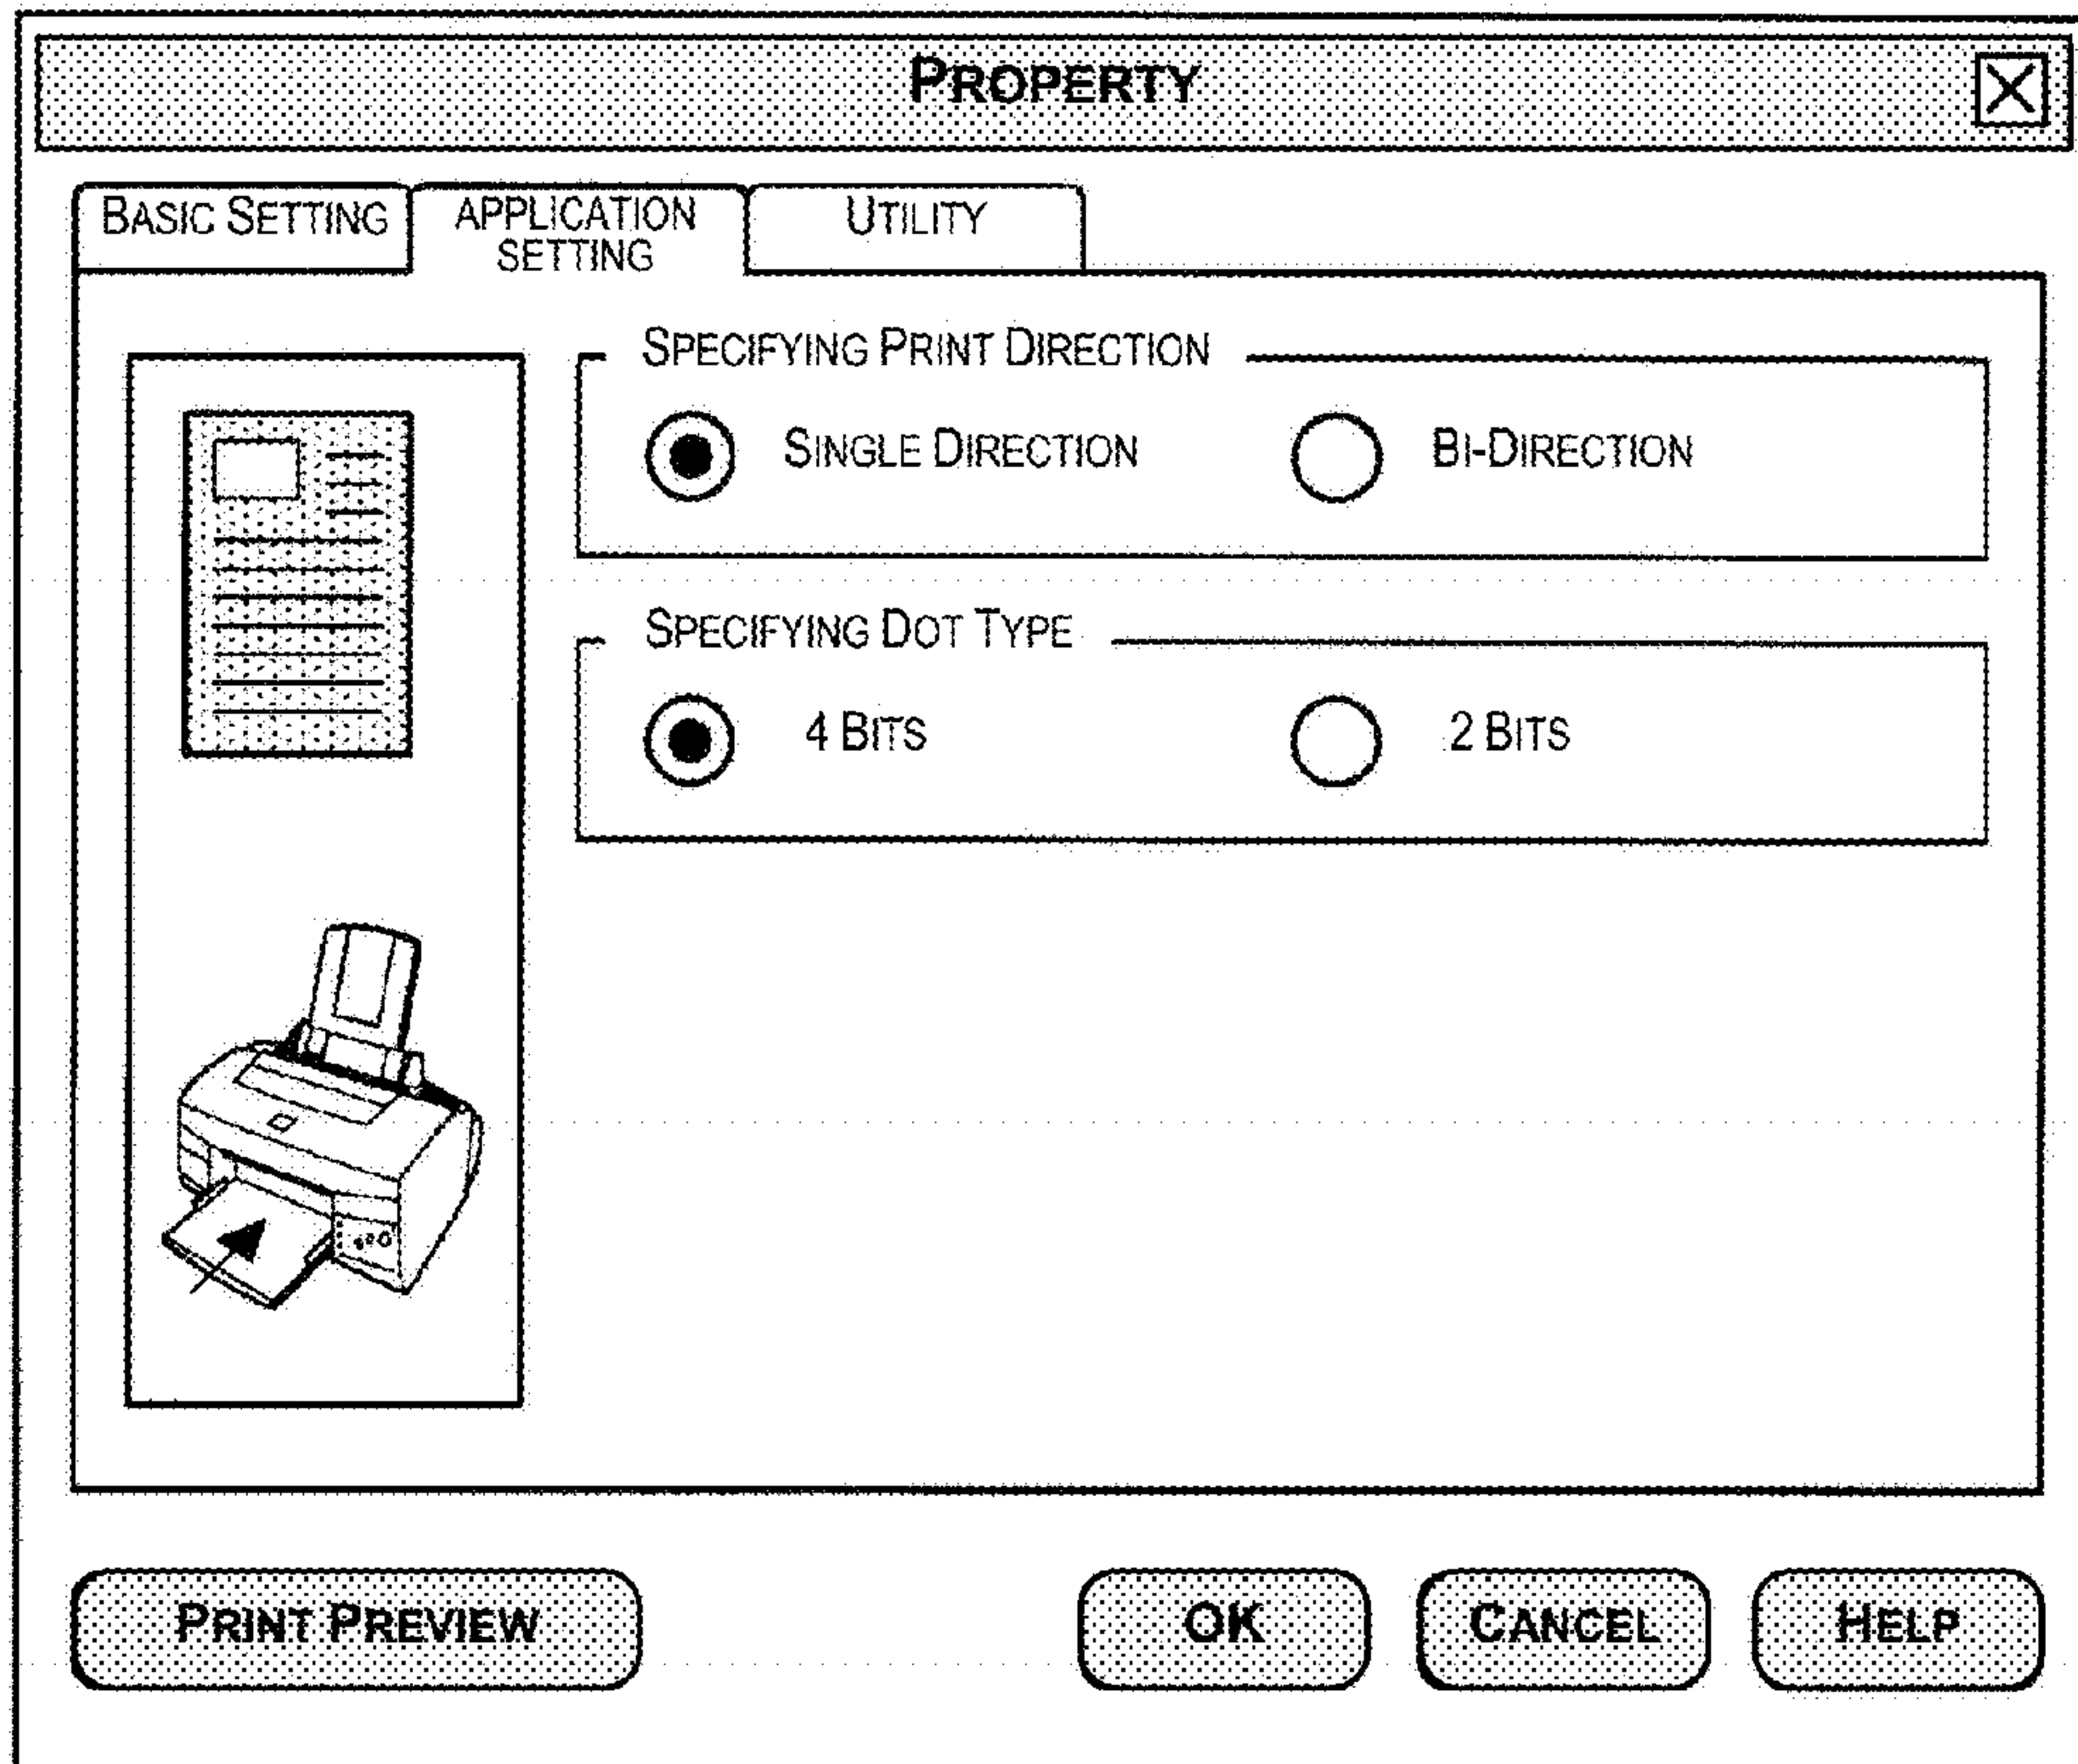 PROPERTY
BASIC SETTING
APPLICATION
SETTING
UTILITY
SPECIFYING PRINT DIRECTION
SINGLE DIRECTION
BI-DIRECTION
SPECIFYING DOT TYPE
4 BITS
2 BITS
PRINT PREVIEW
OK
CANCEL
HELP